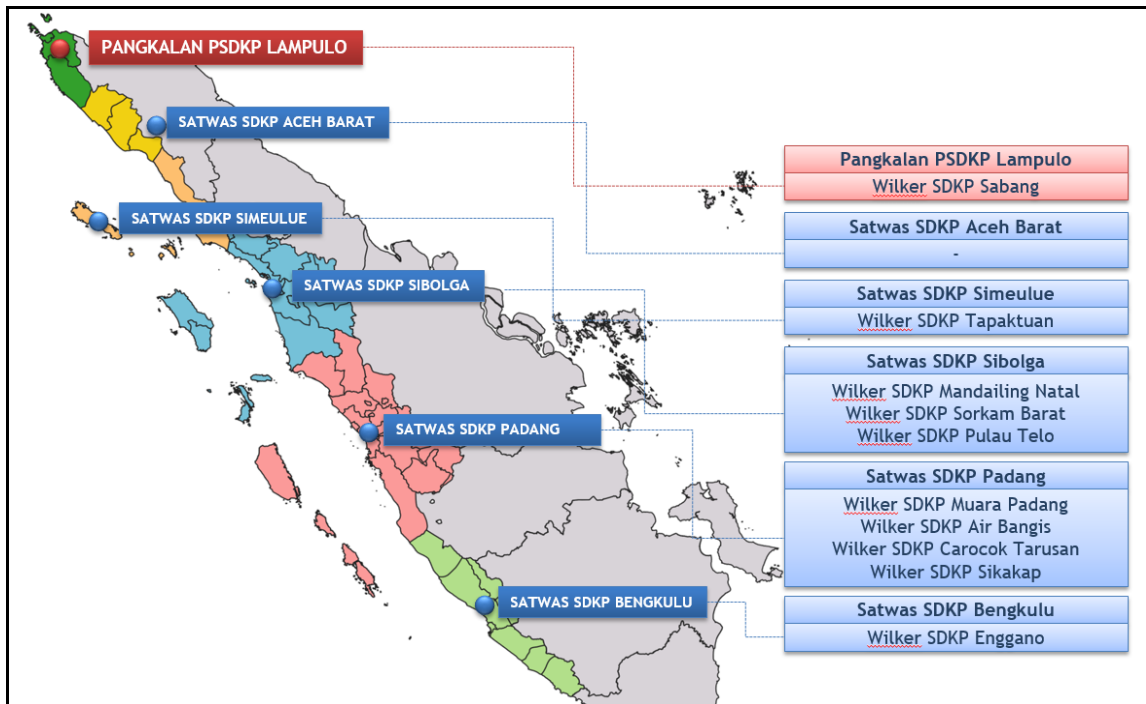 PANGKALAN PSDKP LAMPULO
SATWAS SDKP ACEH BARAT
SATWAS SDKP SIMEULUE
SATWAS SDKP SIBOLGA
SATWAS SDKP PADANG
SATWAS SDKP BENGKULU
Pangkalan PSDKP Lampulo
Wilker SDKP Sabang
Satwas SDKP Aceh Barat
-
Satwas SDKP Simeulue
Wilker SDKP Tapaktuan
Satwas SDKP Sibolga
Wilker SDKP Mandailing Natal
Wilker SDKP Sorkam Barat
Wilker SDKP Pulau Telo
Satwas SDKP Padang
Wilker SDKP Muara Padang
Wilker SDKP Air Bangis
Wilker SDKP Carocok Tarusan
Wilker SDKP Sikakap
Satwas SDKP Bengkulu
Wilker SDKP Enggano